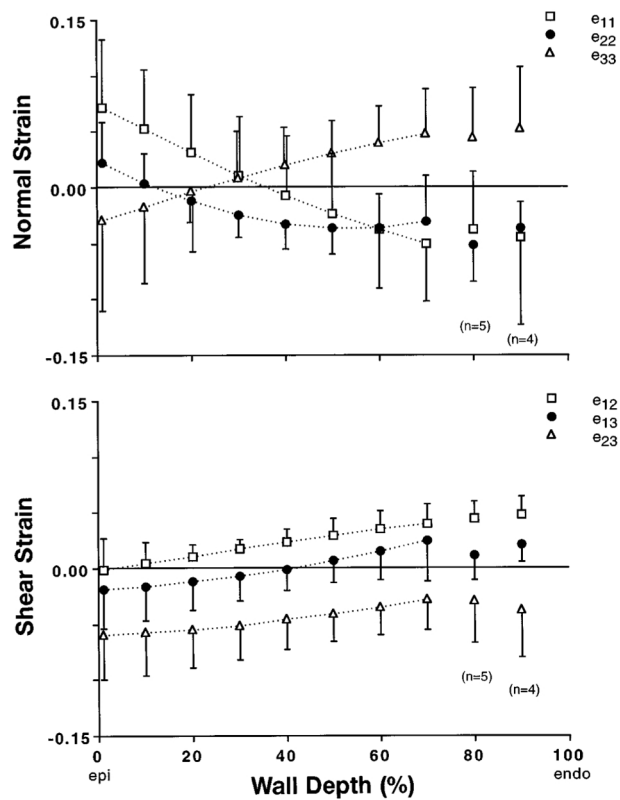 0.15
0.00
-0.15
Normal Strain
e11
e22
e33
(n=5)
(n=4)
0.15
0.00
-0.15
Shear Strain
e12
e13
e23
(n=5)
(n=4)
0 20 40 60 80 100
epi endo
Wall Depth (%)